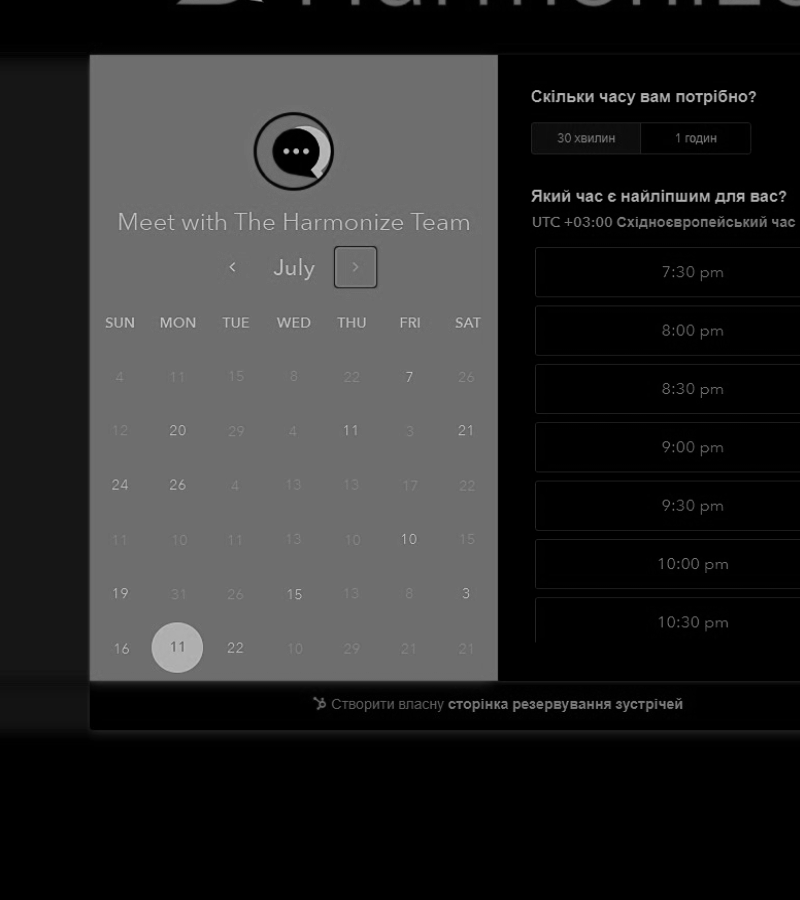 Meet with The Harmonize Team
July
SUN MON TUE WED THU FRI SAT
4 11 15 8 22 7 26
12 20 29 4 11 3 21
24 26 4 13 13 17 22
11 10 11 13 10 10 15
19 31 26 15 13 8 3
16 11 22 10 29 21 21
Скільки часу вам потрібно?
30 хвилин 1 годин
Який час є найліпшим для вас?
UTC +03:00 Східноєвропейський час
7:30 pm
8:00 pm
8:30 pm
9:00 pm
9:30 pm
10:00 pm
10:30 pm
Створити власну сторінка резервування зустрічей